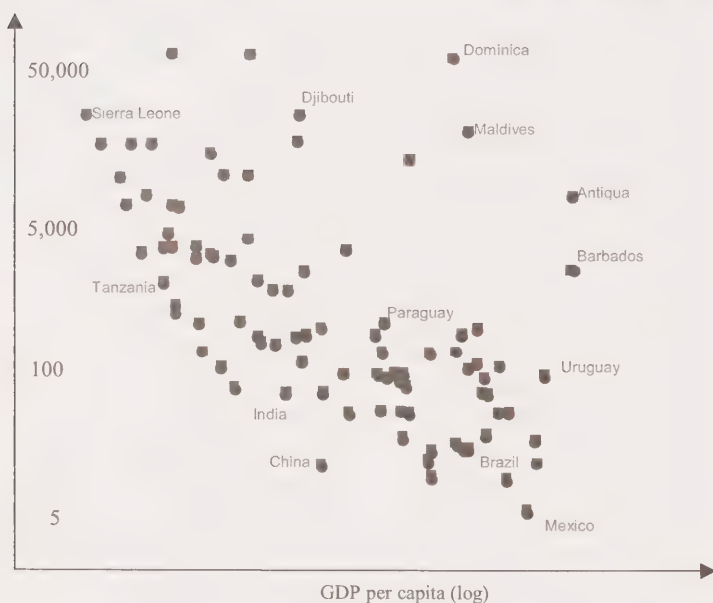 Dominica
50,000
Djibouti
Sierra Leone
Maldives
Antiqua
5,000
Barbados
Tanzania
Paraguay
100
Uruguay
India
China
Brazil
5
Mexico
GDP per capita (log)